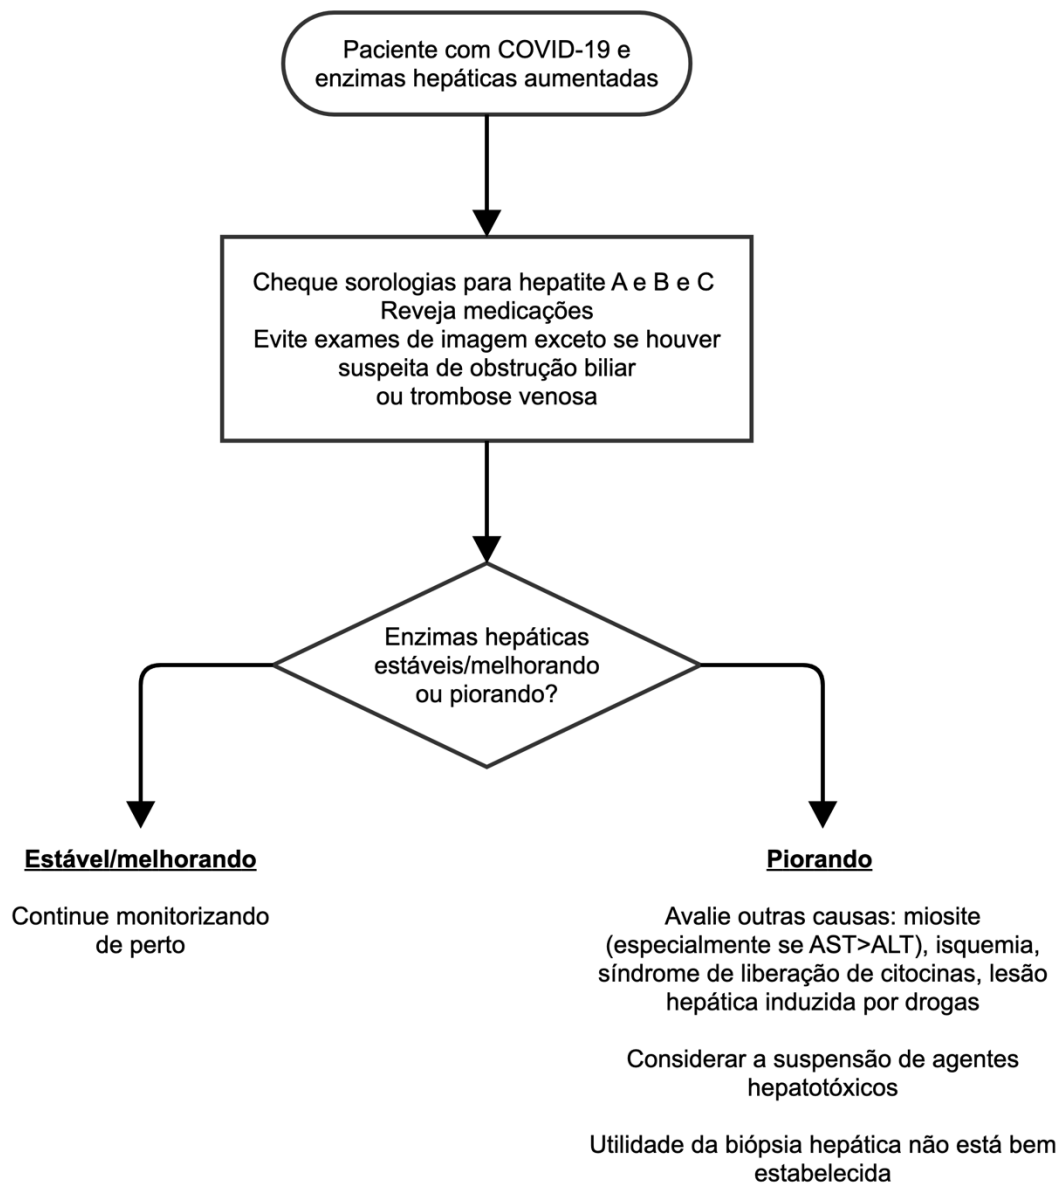 Paciente com COVID-19 e
enzimas hepáticas aumentadas
Cheque sorologias para hepatite A e B e C
Reveja medicações
Evite exames de imagem exceto se houver
suspeita de obstrução biliar
ou trombose venosa
Enzimas hepáticas
estáveis/melhorando
ou piorando?
Estável/melhorando
Continue monitorizando
de perto
Piorando
Avalie outras causas: miosite
(especialmente se AST>ALT), isquemia,
síndrome de liberação de citocinas, lesão
hepática induzida por drogas
Considerar a suspensão de agentes
hepatotóxicos
Utilidade da biópsia hepática não está bem
estabelecida